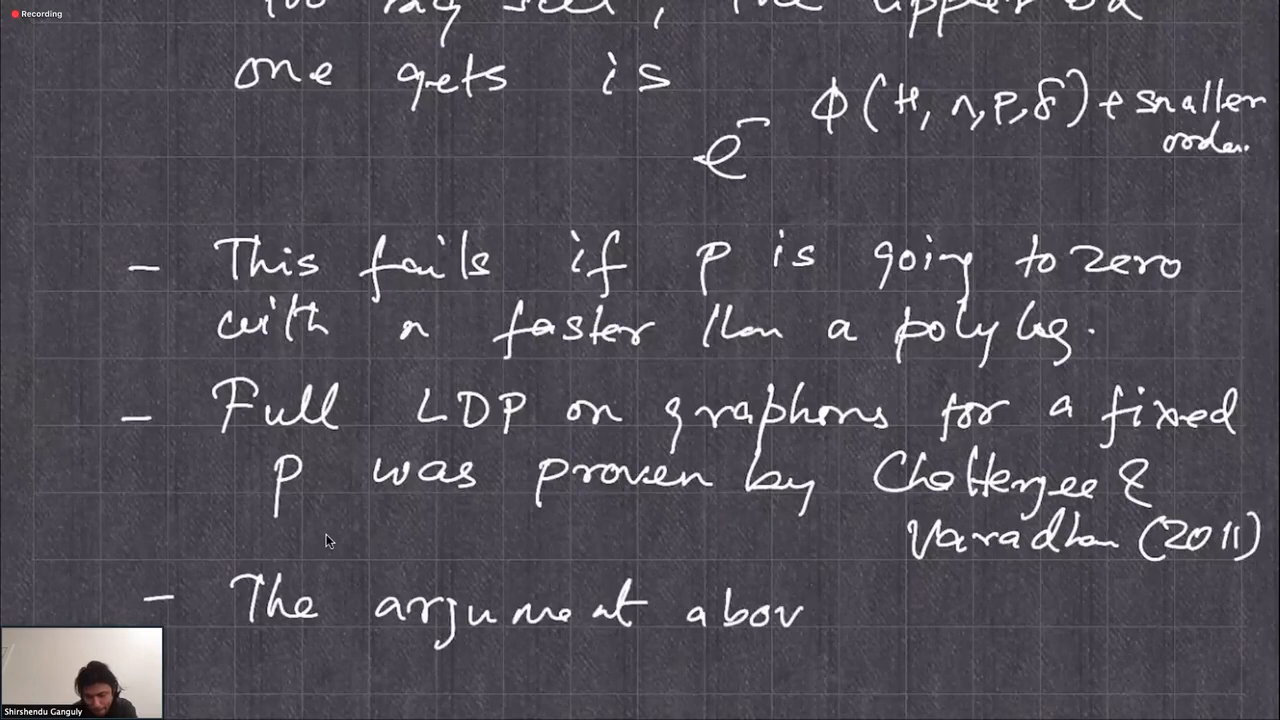 Recording
one gets is
e^- Φ(H, n, p, δ) + smaller
order.
- This fails if p is going to zero
with n faster than a polylog.
- Full LDP on graphons for a fixed
p was proven by Chatterjee &
Varadhan (2011)
- The argument abov
Shirshendu Ganguly